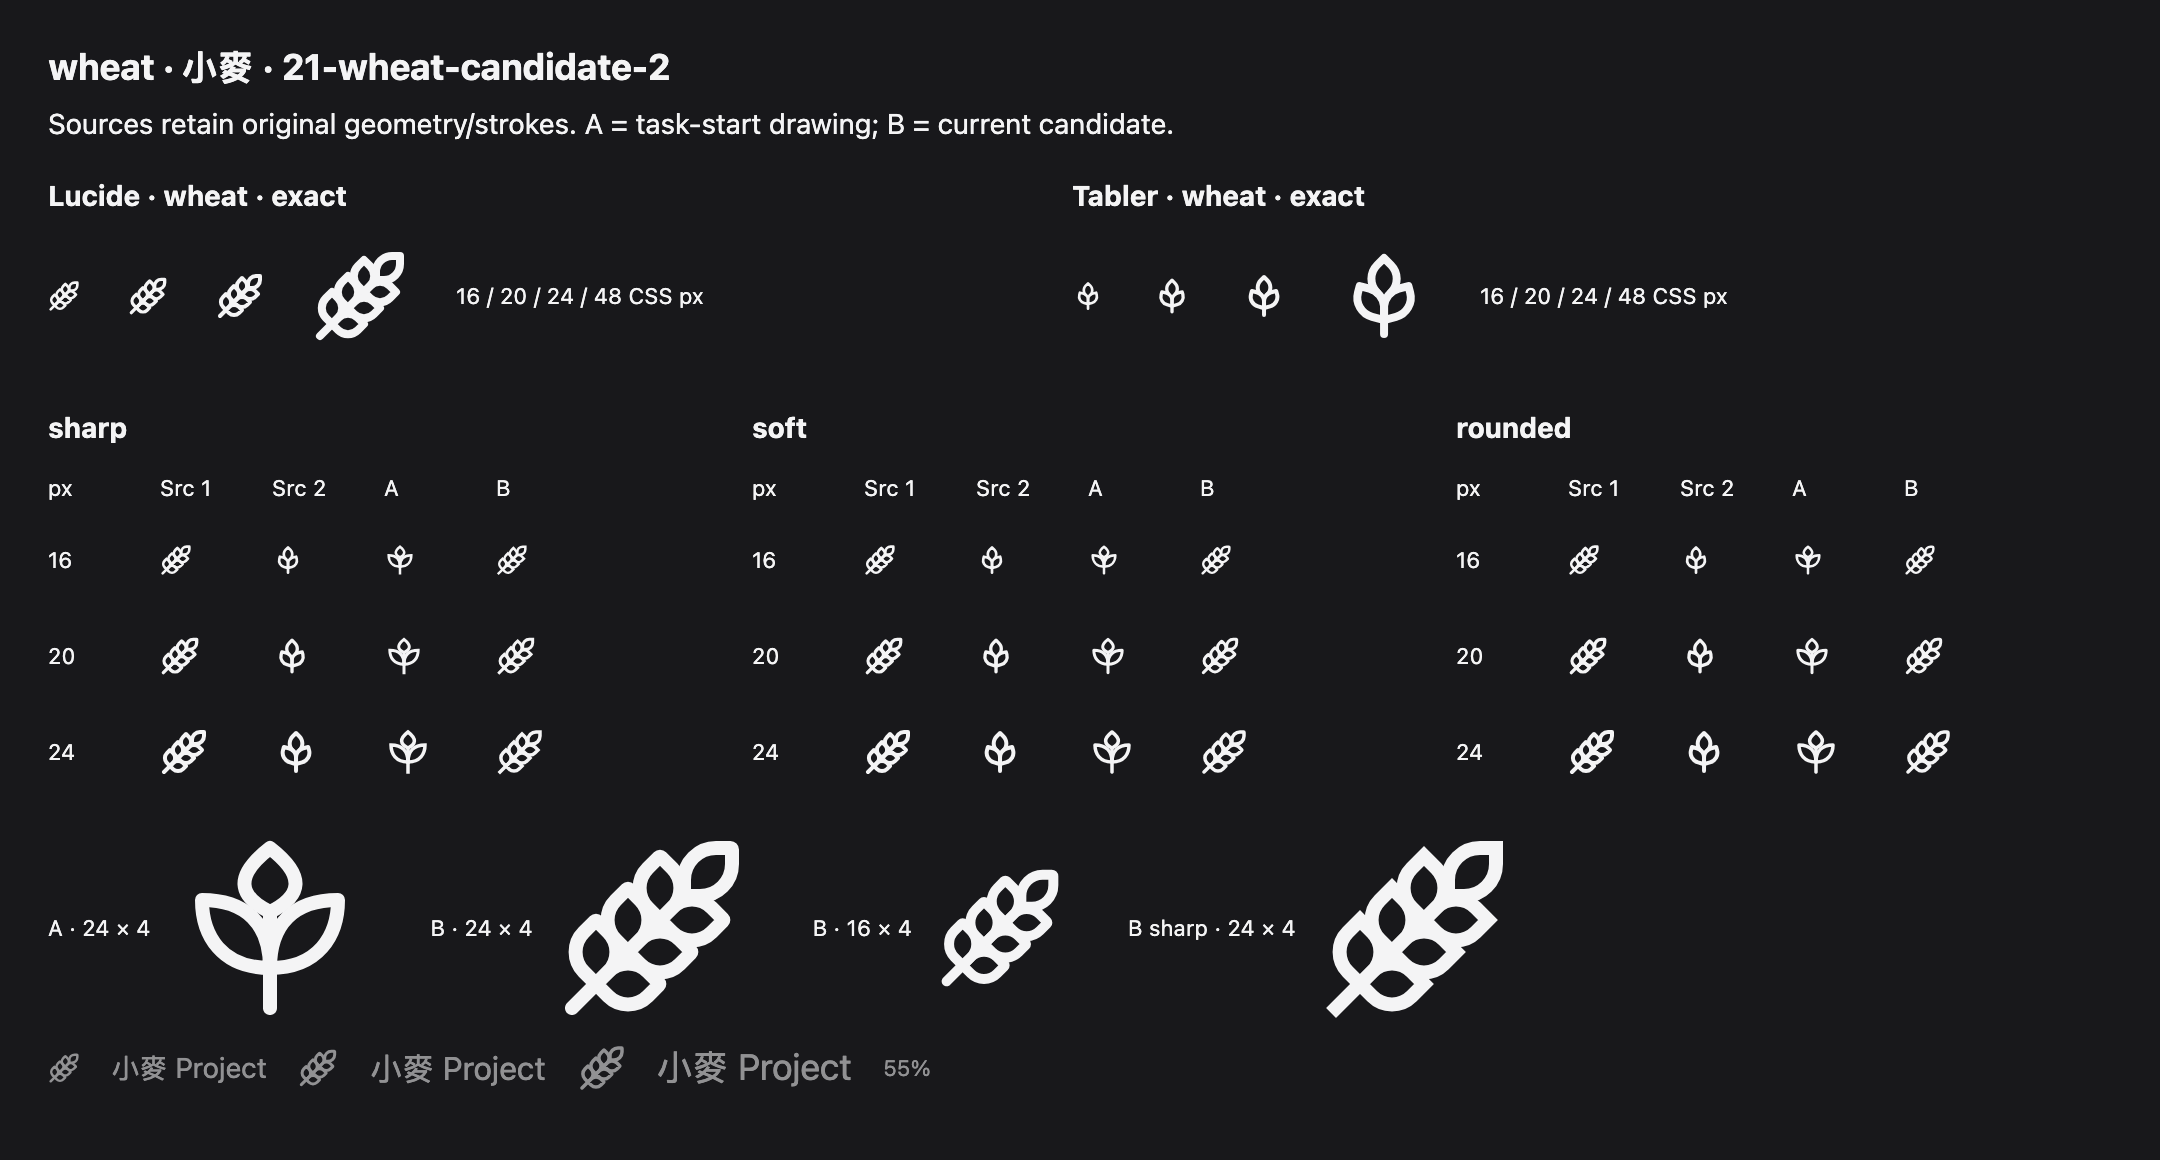 wheat · 小麥 · 21-wheat-candidate-2
Sources retain original geometry/strokes. A = task-start drawing; B = current candidate.
Lucide · wheat · exact
16 / 20 / 24 / 48 CSS px
Tabler · wheat · exact
16 / 20 / 24 / 48 CSS px
sharp
px Src 1 Src 2 A B
16
20
24
soft
px Src 1 Src 2 A B
16
20
24
rounded
px Src 1 Src 2 A B
16
20
24
A · 24 × 4
B · 24 × 4
B · 16 × 4
B sharp · 24 × 4
小麥 Project 小麥 Project 小麥 Project 55%